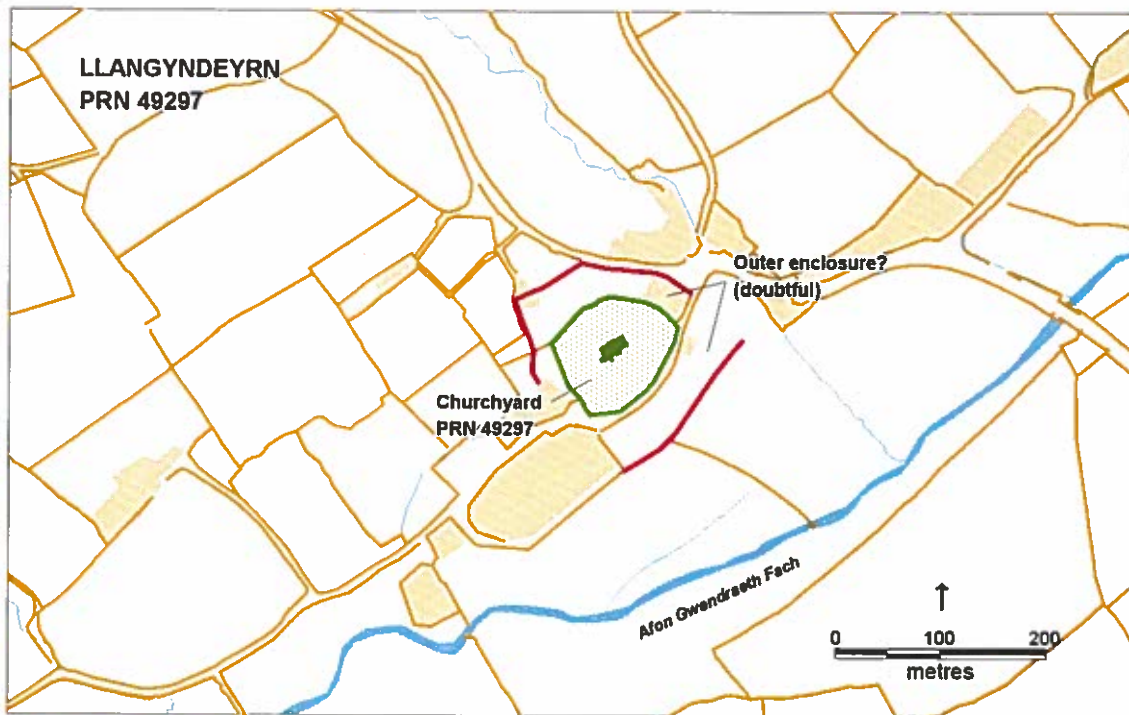 LLANGYNDEYRN
PRN 49297
Outer enclosure?
(doubtful)
Churchyard
PRN 49297
Afon Gwendraeth Fach
0 100 200
metres